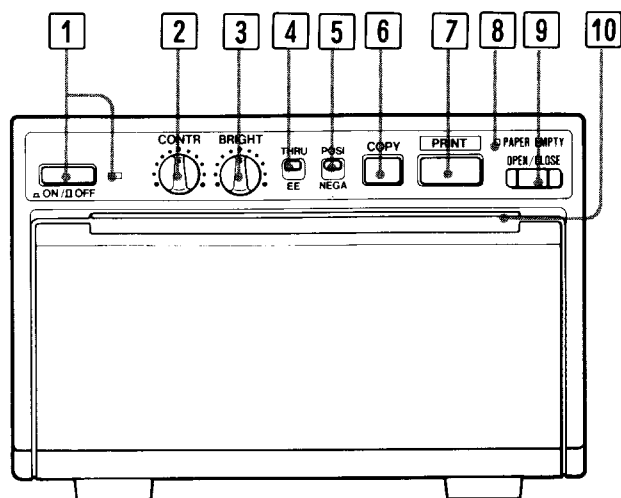 1 2 3 4 5 6 7 8 9 10
CONTR BRIGHT THRU POSI COPY PRINT PAPER EMPTY
OPEN/CLOSE
ON/OFF EE NEGA